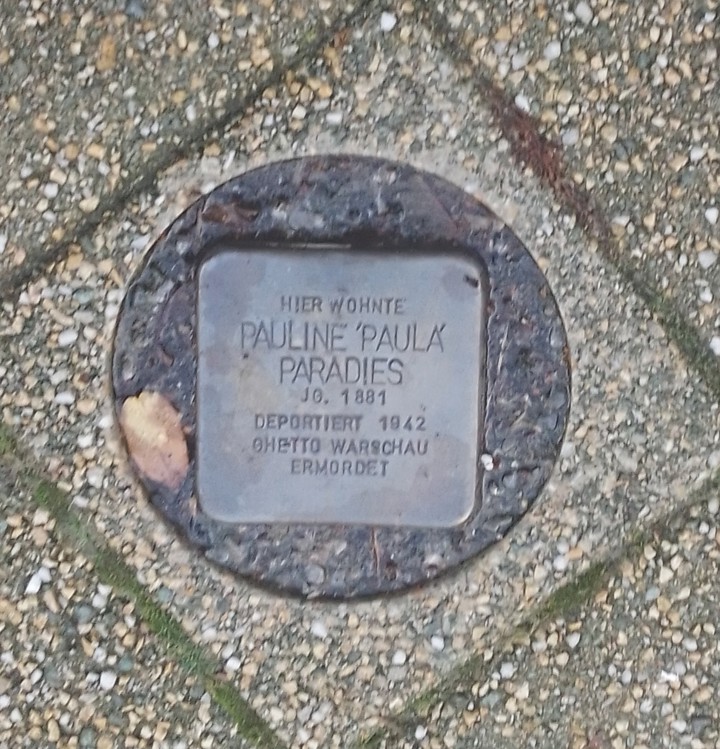 HIER WOHNTE
PAULINE 'PAULA'
PARADIES
JG. 1881
DEPORTIERT 1942
GHETTO WARSCHAU
ERMORDET